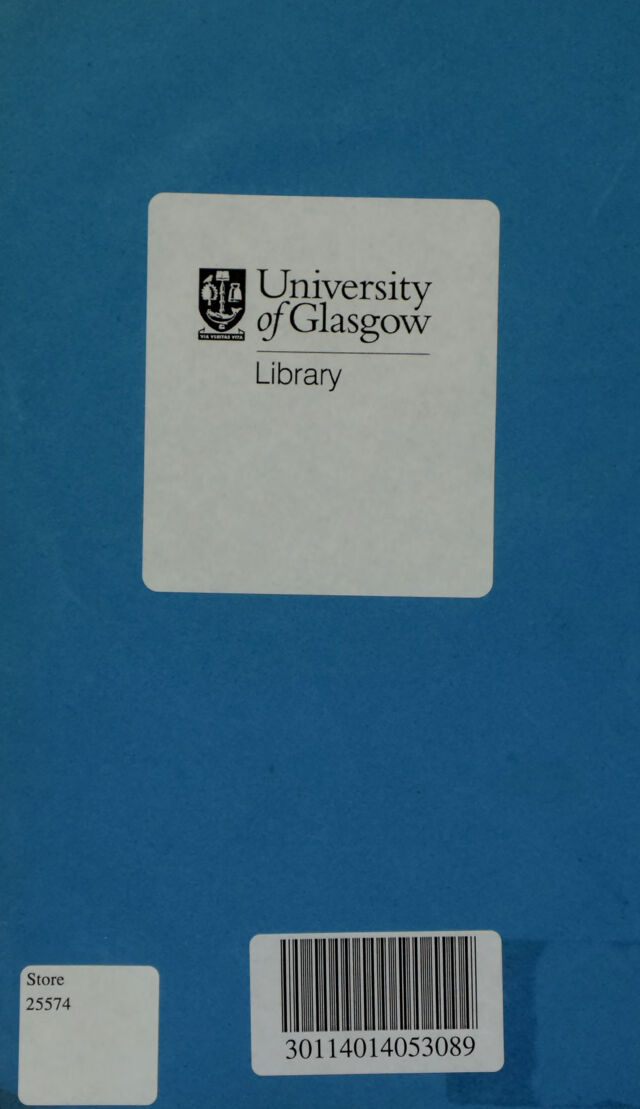 University
of Glasgow
VIA VERITAS VITA
Library
Store
25574
30114014053089